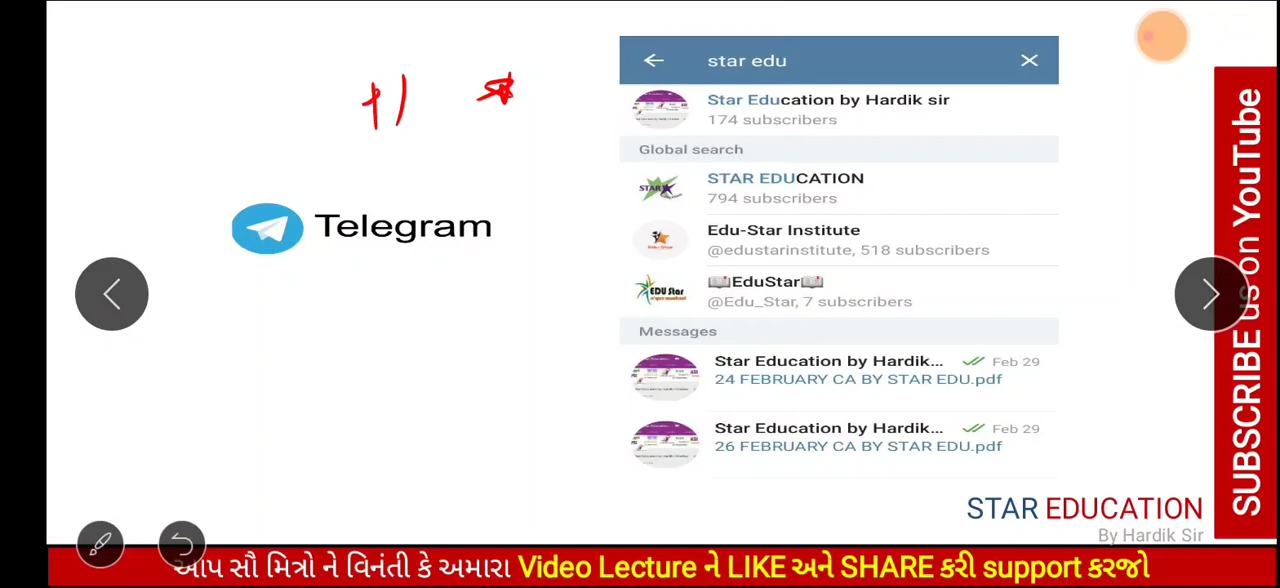 star edu
Star Education by Hardik sir
174 subscribers
Global search
STAR EDUCATION
794 subscribers
Telegram
Edu-Star Institute
@edustarinstitute, 518 subscribers
📖EduStar📖
@Edu_Star, 7 subscribers
Messages
Star Education by Hardik... Feb 29
24 FEBRUARY CA BY STAR EDU.pdf
Star Education by Hardik... Feb 29
26 FEBRUARY CA BY STAR EDU.pdf
SUBSCRIBE us on YouTube
STAR EDUCATION
By Hardik Sir
આપ સૌ મિત્રો ને વિનંતી કે અમારા Video Lecture ને LIKE અને SHARE કરી support કરજો